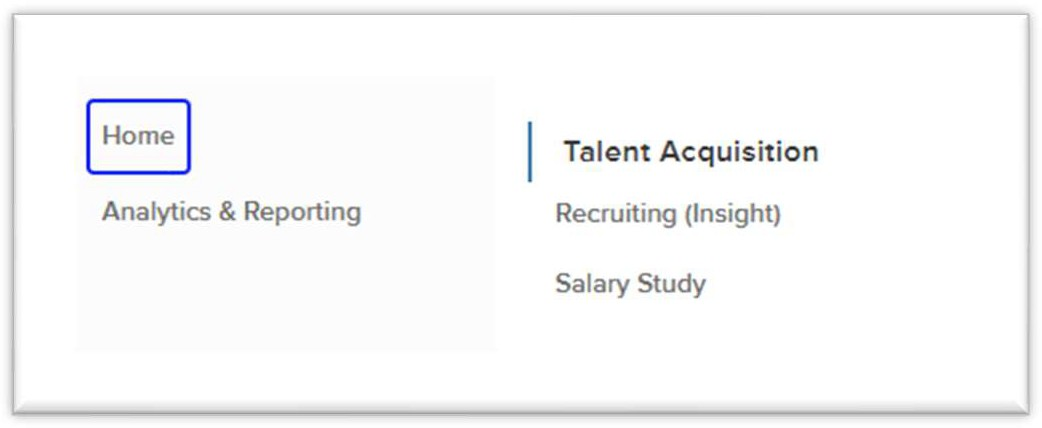 Home
Analytics & Reporting
Talent Acquisition
Recruiting (Insight)
Salary Study